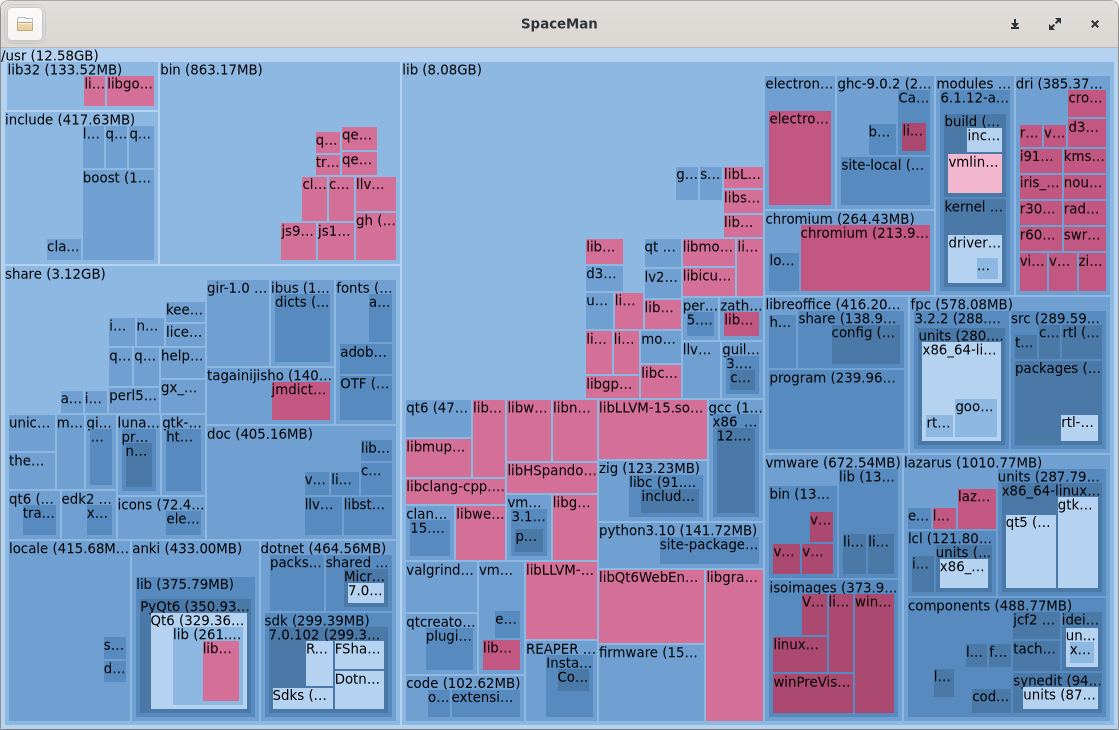 SpaceMan
/usr (12.58GB)
lib32 (133.52MB)
li...
libgo...
include (417.63MB)
l...
q...
q...
boost (1...
cla...
bin (863.17MB)
q...
qe...
tr...
qe...
cl...
c...
llv...
gh (...
js9...
js1...
share (3.12GB)
kee...
i...
n...
lice...
q...
q...
help...
a...
i...
perl5...
gx_...
gir-1.0 ...
ibus (1...
dicts (...
fonts (...
a...
adob...
OTF (...
tagainijisho (140...
jmdict...
unic...
m...
gi...
...
luna...
pr...
n...
gtk-...
ht...
the...
qt6 (...
tra...
edk2 ...
x...
icons (72.4...
ele...
doc (405.16MB)
lib...
c...
v...
li...
llv...
libst...
locale (415.68M...
s...
d...
anki (433.00MB)
lib (375.79MB)
PyQt6 (350.93...
Qt6 (329.36...
lib (261....
lib...
dotnet (464.56MB)
packs...
shared ...
Micr...
7.0...
sdk (299.39MB)
7.0.102 (299.3...
R...
FSha...
Sdks (...
Dotn...
lib (8.08GB)
g...
s...
libL...
libs...
lib...
lib...
qt ...
libmo...
li...
d3...
lv2...
libicu...
u...
li...
lib...
per...
5....
zath...
lib...
li...
li...
mo...
llv...
guil...
3....
c...
libgp...
libc...
qt6 (47...
lib...
libw...
libn...
libLLVM-15.so...
gcc (1...
x86_...
12....
libmup...
libHSpando...
zig (123.23MB)
libc (91....
includ...
libclang-cpp....
clan...
15....
libwe...
vm...
3.1...
p...
libg...
python3.10 (141.72MB)
site-package...
valgrind...
vm...
e...
libLLVM-...
libQt6WebEn...
libgra...
qtcreato...
plugi...
lib...
REAPER ...
Insta...
Co...
firmware (15...
code (102.62MB)
o...
extensi...
electron...
electro...
ghc-9.0.2 (2...
Ca...
b...
li...
site-local (...
modules ...
6.1.12-a...
build (...
inc...
vmlin...
kernel ...
driver...
...
dri (385.37...
cro...
r...
v...
d3...
i91...
kms...
iris_...
nou...
r30...
rad...
r60...
swr...
vi...
v...
zi...
chromium (264.43MB)
lo...
chromium (213.9...
libreoffice (416.20...
h...
share (138.9...
config (...
program (239.96...
fpc (578.08MB)
3.2.2 (288....
units (280....
x86_64-li...
rt...
goo...
src (289.59...
t...
c...
rtl (...
packages (...
rtl-...
vmware (672.54MB)
bin (13...
v...
v...
v...
lib (13...
li...
li...
isoimages (373.9...
V...
li...
win...
linux...
winPreVis...
lazarus (1010.77MB)
e...
l...
laz...
units (287.79...
x86_64-linux...
qt5 (...
gtk...
lcl (121.80...
i...
units (...
x86_...
components (488.77MB)
l...
f...
l...
cod...
jcf2 ...
tach...
idei...
un...
x...
synedit (94...
units (87...